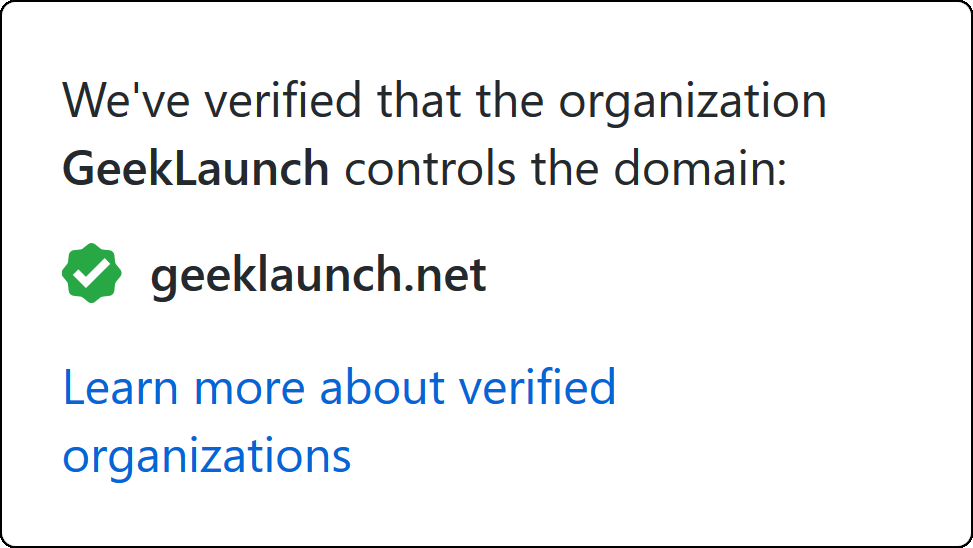 We've verified that the organization
GeekLaunch controls the domain:
geeklaunch.net
Learn more about verified
organizations